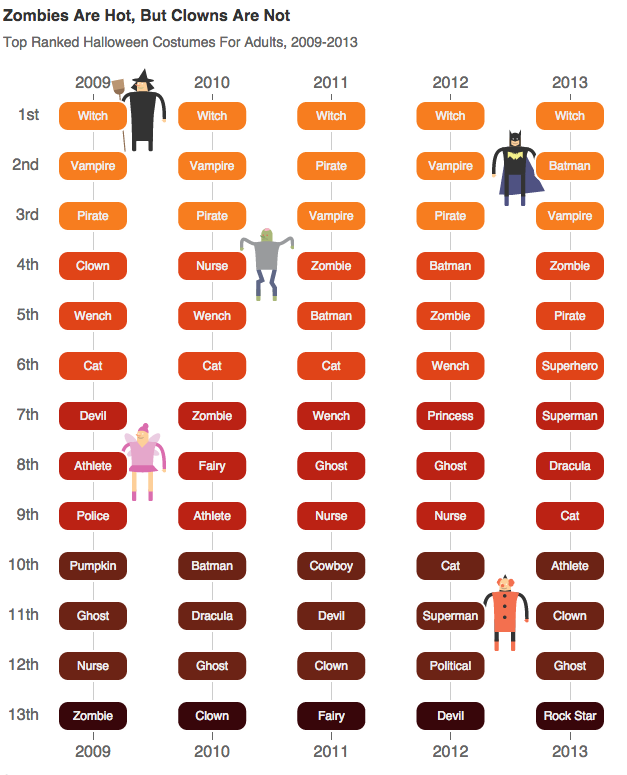 Zombies Are Hot, But Clowns Are Not
Top Ranked Halloween Costumes For Adults, 2009-2013
2009 2010 2011 2012 2013
1st Witch Witch Witch Witch Witch
2nd Vampire Vampire Pirate Vampire Batman
3rd Pirate Pirate Vampire Pirate Vampire
4th Clown Nurse Zombie Batman Zombie
5th Wench Wench Batman Zombie Pirate
6th Cat Cat Cat Wench Superhero
7th Devil Zombie Wench Princess Superman
8th Athlete Fairy Ghost Ghost Dracula
9th Police Athlete Nurse Nurse Cat
10th Pumpkin Batman Cowboy Cat Athlete
11th Ghost Dracula Devil Superman Clown
12th Nurse Ghost Clown Political Ghost
13th Zombie Clown Fairy Devil Rock Star
2009 2010 2011 2012 2013